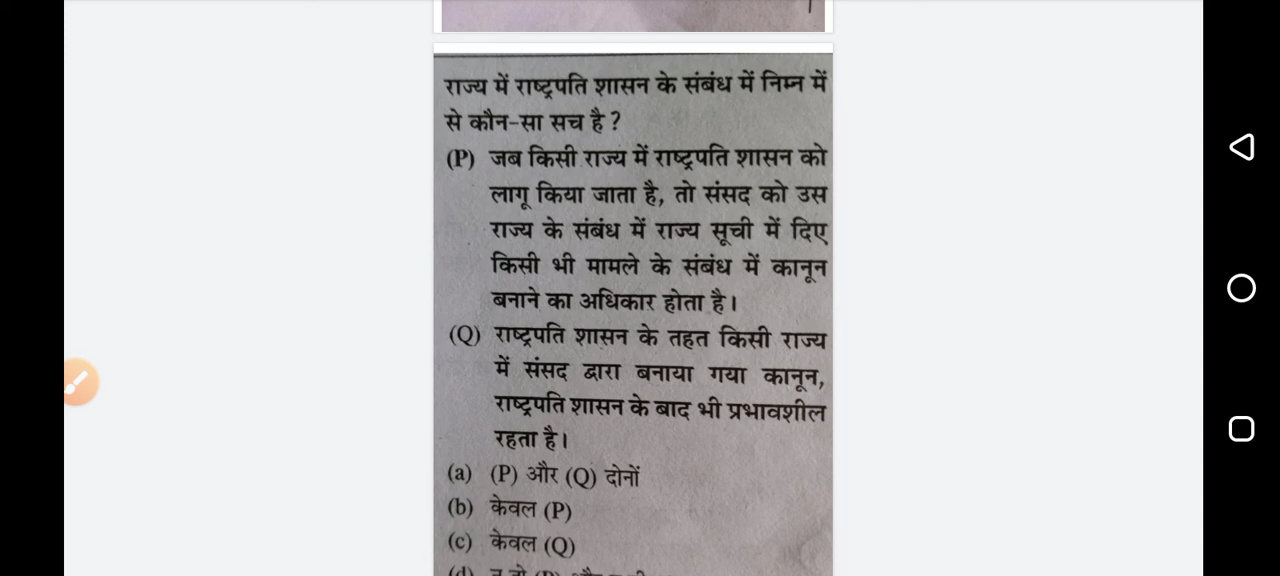 राज्य में राष्ट्रपति शासन के संबंध में निम्न में
से कौन-सा सच है?
(P) जब किसी राज्य में राष्ट्रपति शासन को
लागू किया जाता है, तो संसद को उस
राज्य के संबंध में राज्य सूची में दिए
किसी भी मामले के संबंध में कानून
बनाने का अधिकार होता है।
(Q) राष्ट्रपति शासन के तहत किसी राज्य
में संसद द्वारा बनाया गया कानून,
राष्ट्रपति शासन के बाद भी प्रभावशील
रहता है।
(a) (P) और (Q) दोनों
(b) केवल (P)
(c) केवल (Q)